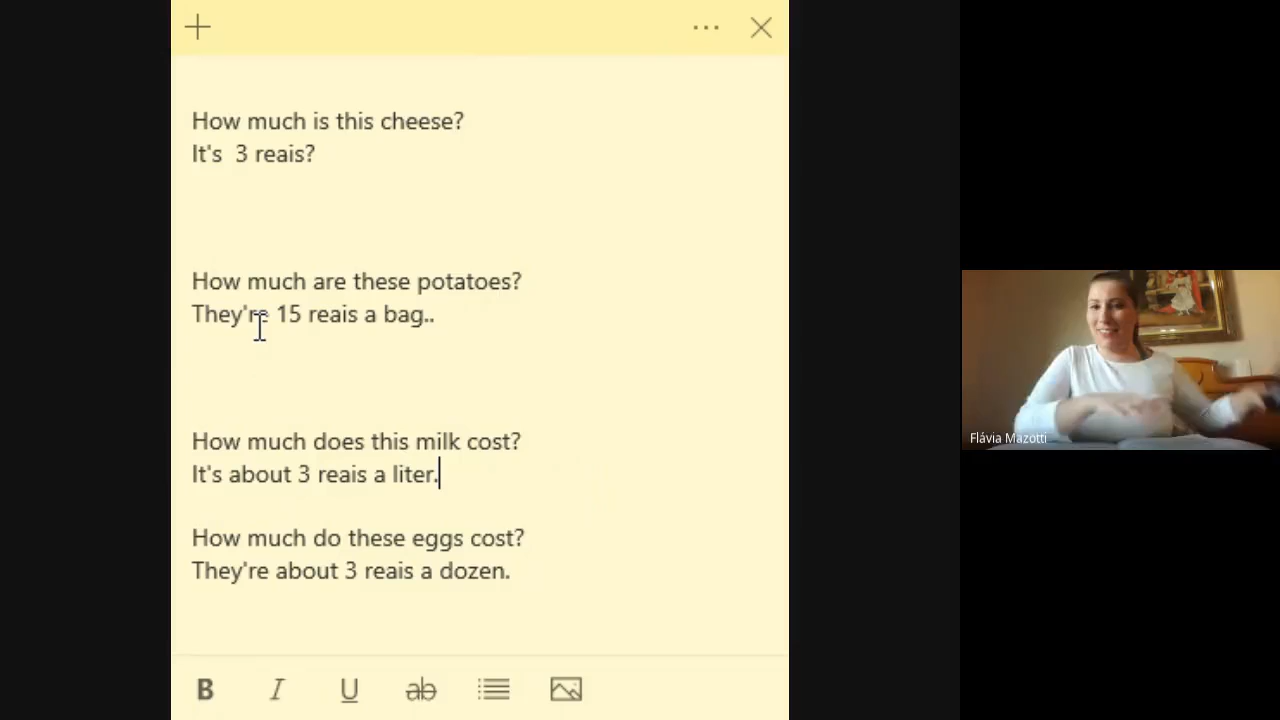 How much is this cheese?
It's  3 reais?
How much are these potatoes?
They're 15 reais a bag..
How much does this milk cost?
It's about 3 reais a liter.
How much do these eggs cost?
They're about 3 reais a dozen.
B I U ab
Flávia Mazotti